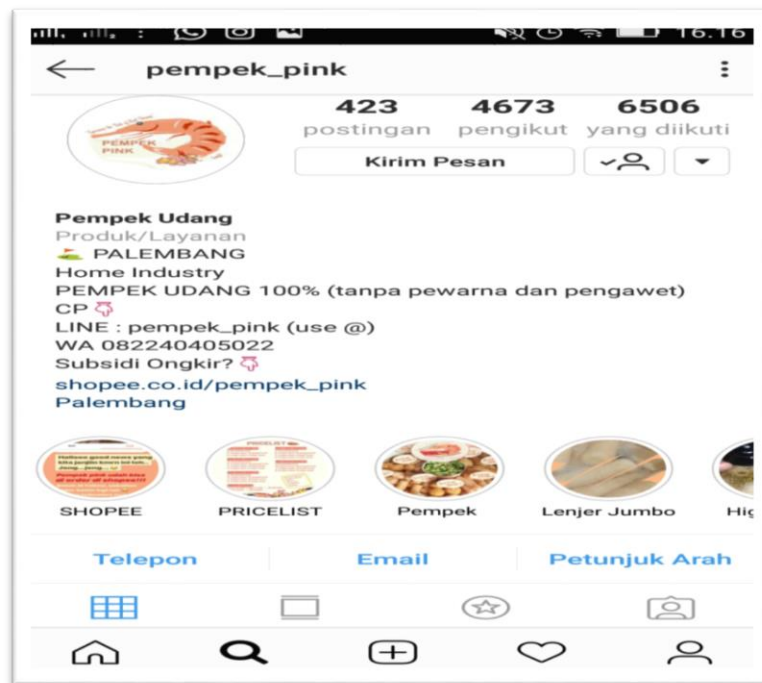 16.16
pempek_pink
423 4673 6506
postingan pengikut yang diikuti
Kirim Pesan
PEMPEK
PINK
Pempek Udang
Produk/Layanan
PALEMBANG
Home Industry
PEMPEK UDANG 100% (tanpa pewarna dan pengawet)
CP
LINE : pempek_pink (use @)
WA 082240405022
Subsidi Ongkir?
shopee.co.id/pempek_pink
Palembang
PRICELIST
SHOPEE PRICELIST Pempek Lenjer Jumbo
Telepon Email Petunjuk Arah